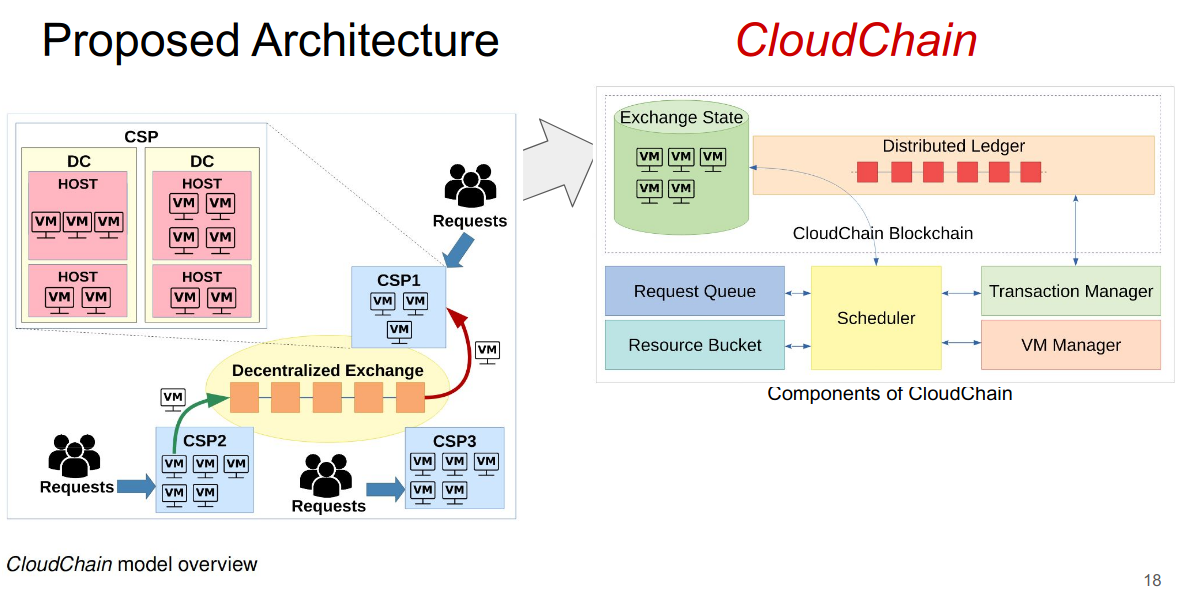 Proposed Architecture
CloudChain
CSP
DC
DC
HOST
HOST
VM VM VM
VM VM
VM VM
HOST
HOST
VM VM
VM VM
Requests
CSP1
VM VM
VM
VM
Decentralized Exchange
VM
CSP2
VM VM VM
VM VM
Requests
CSP3
VM VM VM
VM VM
Requests
CloudChain model overview
Exchange State
VM VM VM
VM VM
Distributed Ledger
CloudChain Blockchain
Request Queue
Scheduler
Transaction Manager
Resource Bucket
VM Manager
Components of CloudChain
18